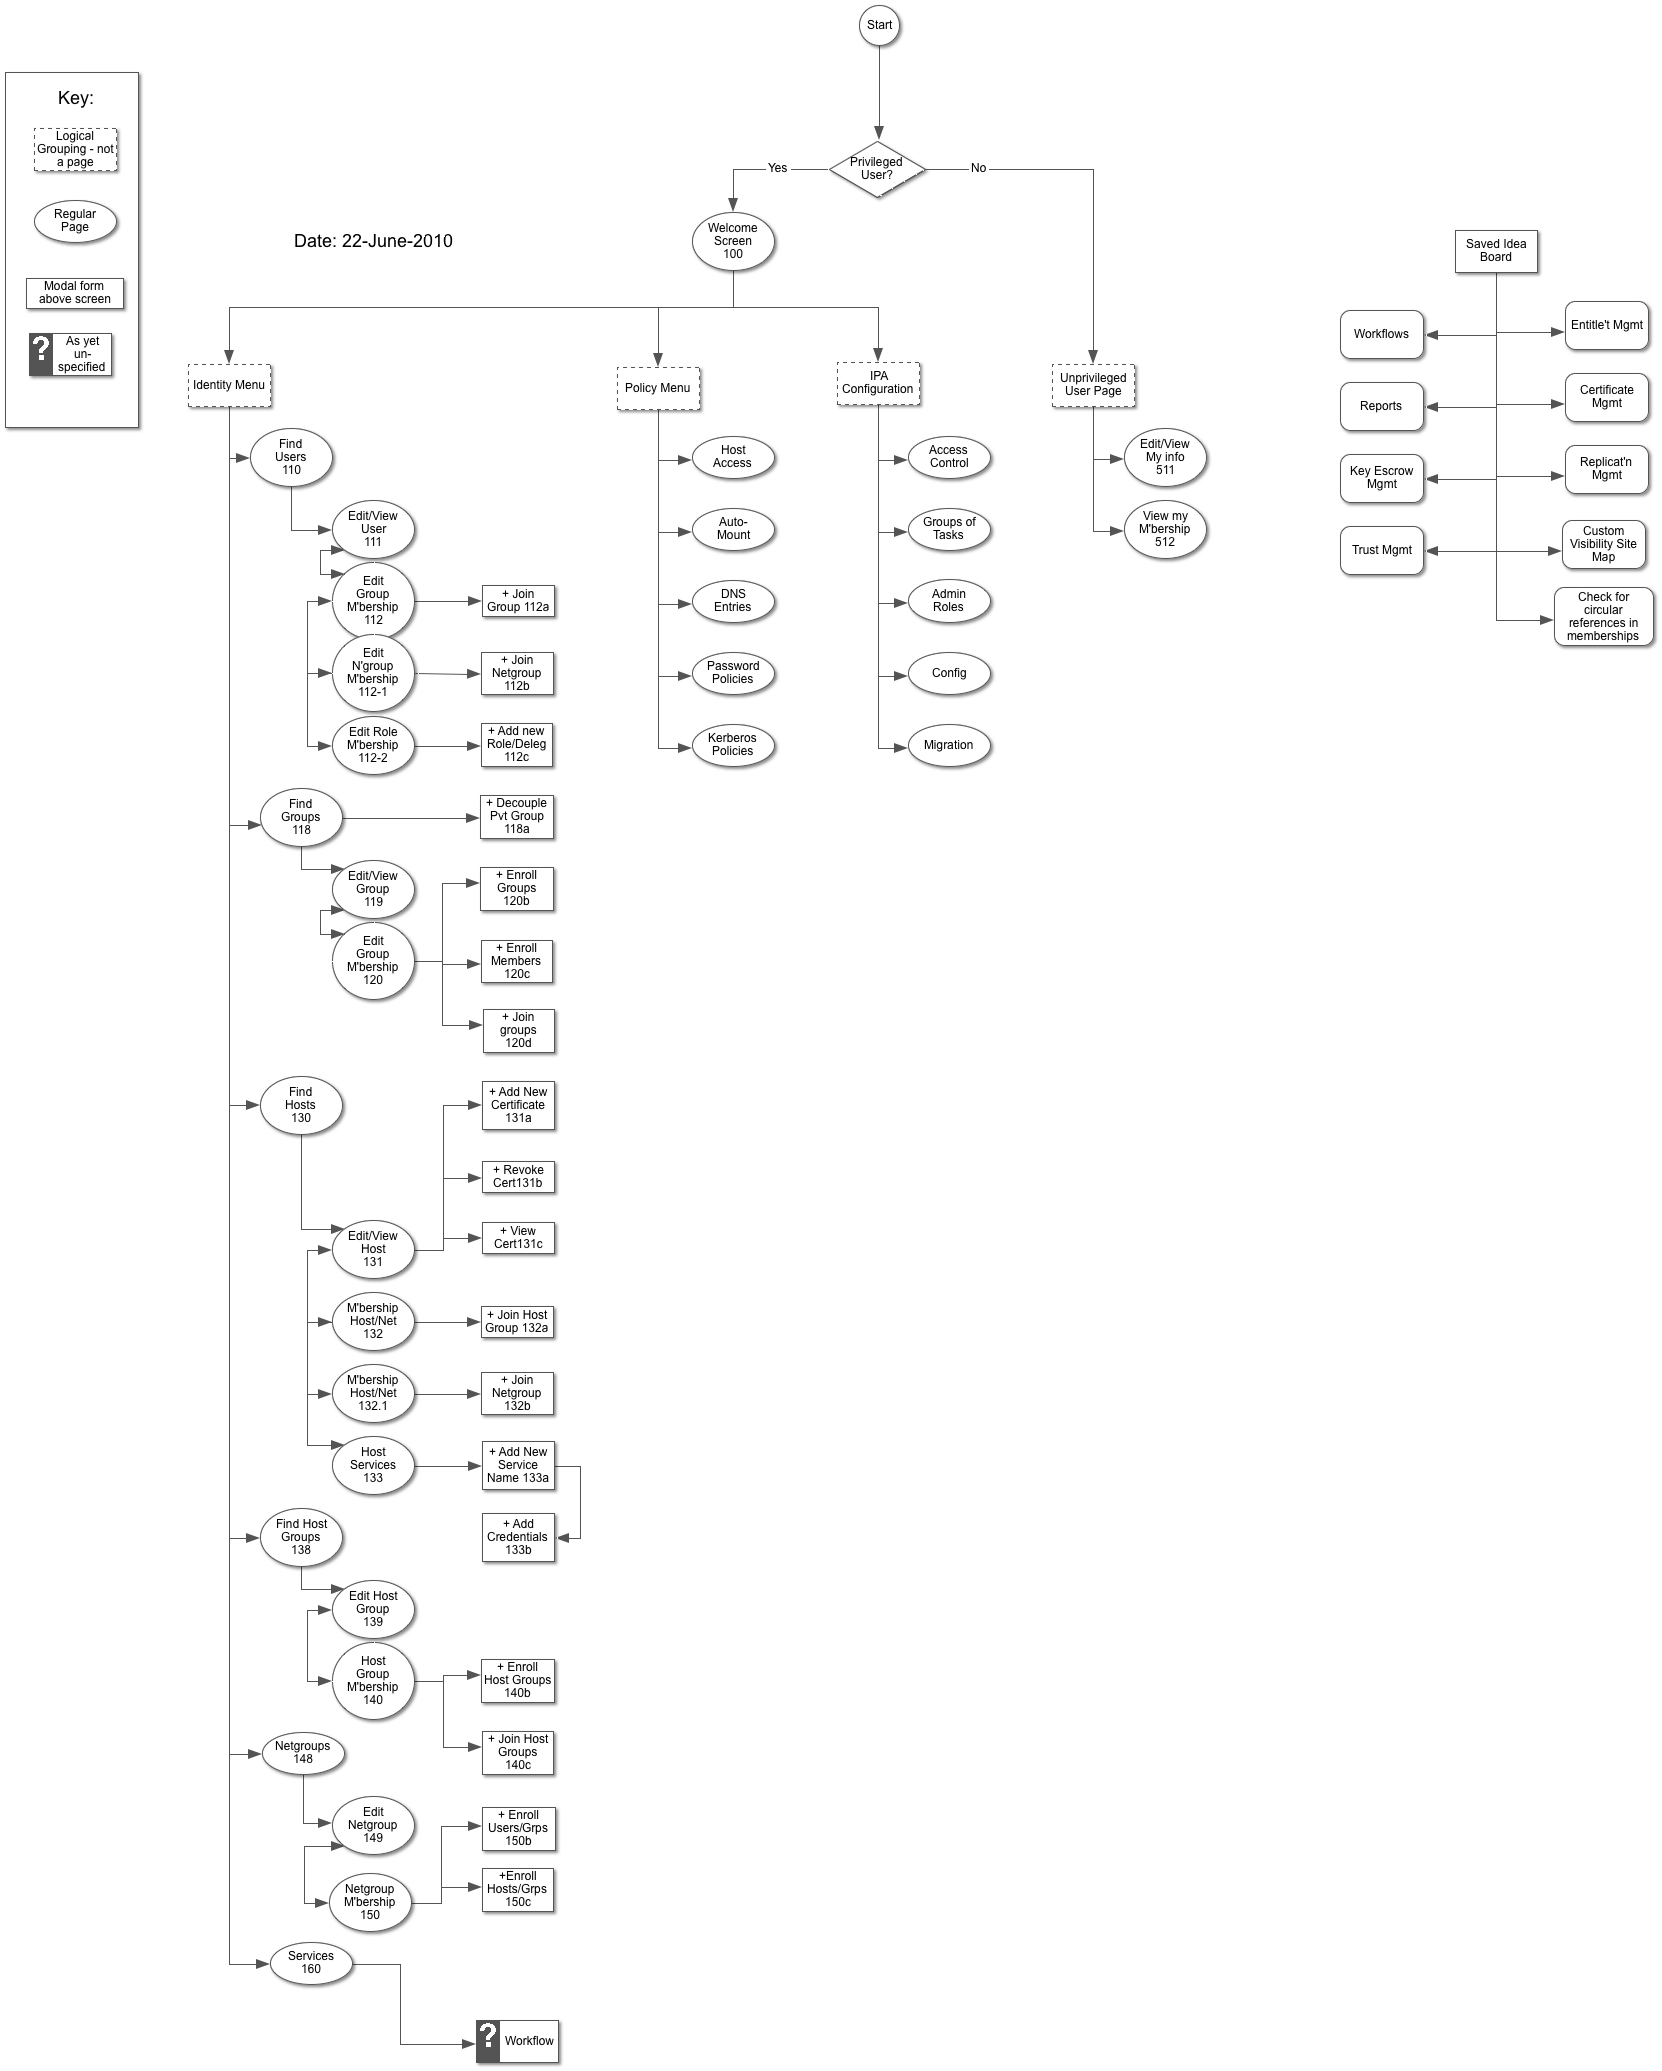 Start
Key:
Logical
Grouping - not
a page
Regular
Page
Modal form
above screen
?
As yet
un-
specified
Date: 22-June-2010
Privileged
User?
Yes
No
Welcome
Screen
100
Identity Menu
Policy Menu
IPA
Configuration
Unprivileged
User Page
Find
Users
110
Edit/View
User
111
Edit
Group
M'bership
112
+ Join
Group 112a
Edit
N'group
M'bership
112-1
+ Join
Netgroup
112b
Edit Role
M'bership
112-2
+ Add new
Role/Deleg
112c
Find
Groups
118
+ Decouple
Pvt Group
118a
Edit/View
Group
119
Edit
Group
M'bership
120
+ Enroll
Groups
120b
+ Enroll
Members
120c
+ Join
groups
120d
Find
Hosts
130
Edit/View
Host
131
+ Add New
Certificate
131a
+ Revoke
Cert131b
+ View
Cert131c
M'bership
Host/Net
132
+ Join Host
Group 132a
M'bership
Host/Net
132.1
+ Join
Netgroup
132b
Host
Services
133
+ Add New
Service
Name 133a
+ Add
Credentials
133b
Find Host
Groups
138
Edit Host
Group
139
Host
Group
M'bership
140
+ Enroll
Host Groups
140b
+ Join Host
Groups
140c
Netgroups
148
Edit
Netgroup
149
Netgroup
M'bership
150
+ Enroll
Users/Grps
150b
+Enroll
Hosts/Grps
150c
Services
160
?
Workflow
Host
Access
Auto-
Mount
DNS
Entries
Password
Policies
Kerberos
Policies
Access
Control
Groups of
Tasks
Admin
Roles
Config
Migration
Edit/View
My info
511
View my
M'bership
512
Saved Idea
Board
Workflows
Entitle't Mgmt
Reports
Certificate
Mgmt
Key Escrow
Mgmt
Replicat'n
Mgmt
Trust Mgmt
Custom
Visibility Site
Map
Check for
circular
references in
memberships